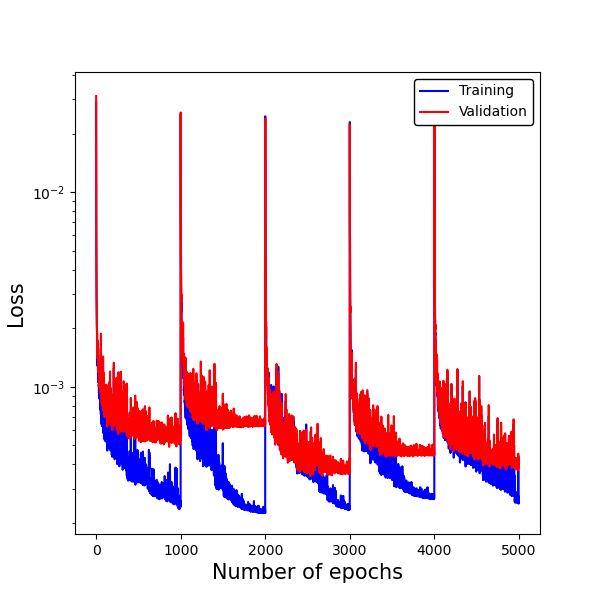 Training
Validation
10⁻²
10⁻³
Loss
0 1000 2000 3000 4000 5000
Number of epochs